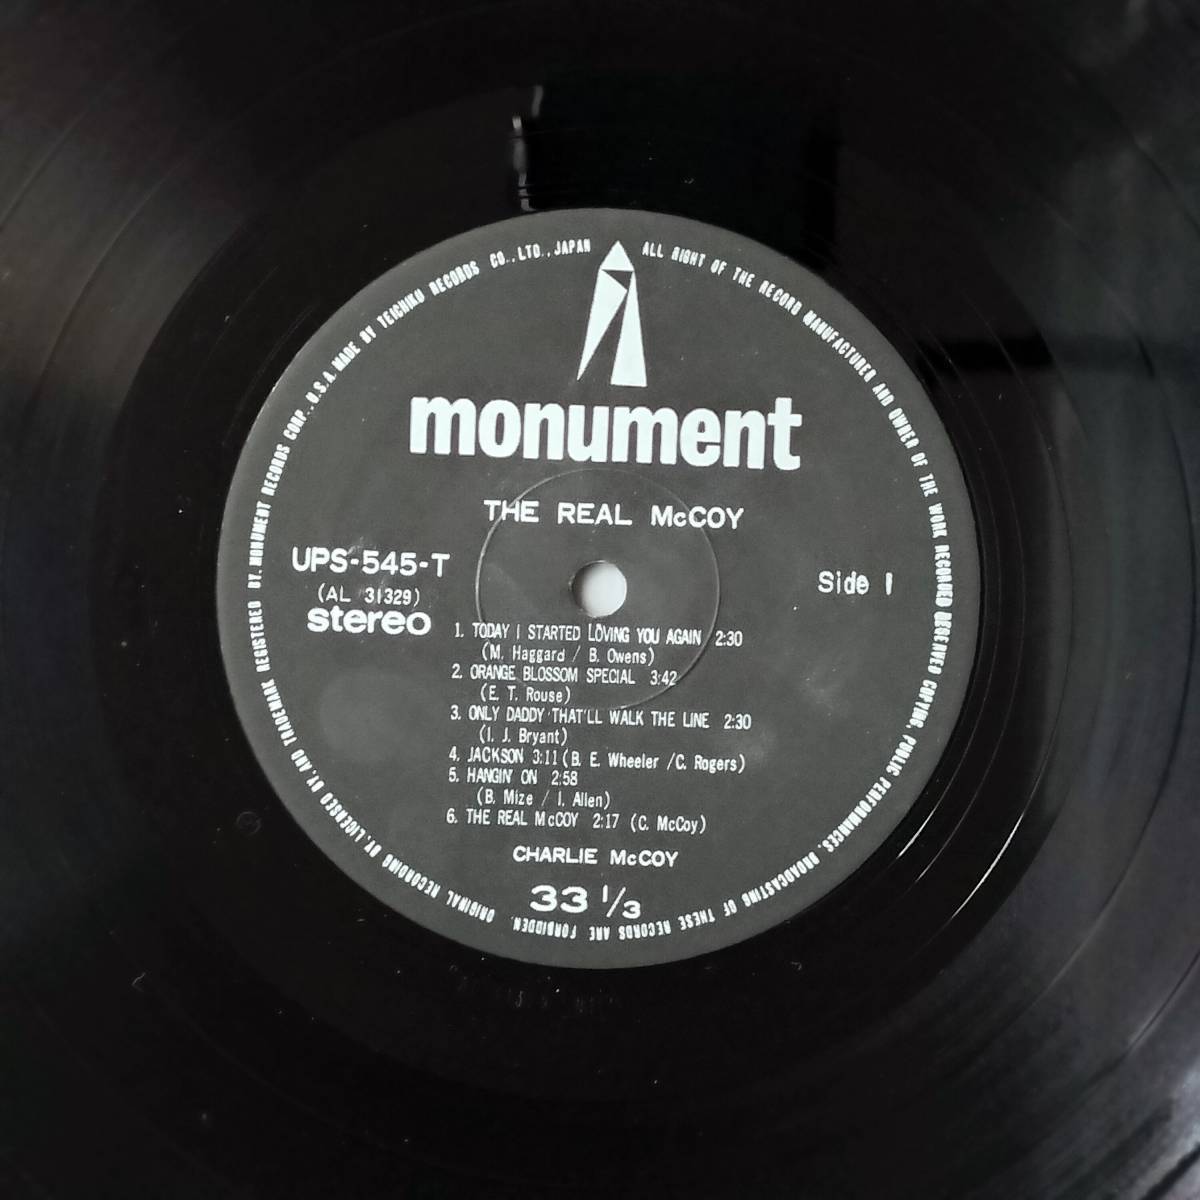 ORIGINAL RECORDING BY, LICENSED BY, AND TRADEMARK REGISTERED BY, MONUMENT RECORDS CORP., U.S.A. MADE BY TEICHIKU RECORDS CO., LTD., JAPAN
ALL RIGHT OF THE RECORD MANUFACTURER AND OWNER OF THE WORK RECORDED RESERVED COPYING, PUBLIC PERFORMANCES, BROADCASTING OF THESE RECORDS ARE FORBIDDEN.
monument
THE REAL McCOY
UPS-545-T
(AL 31329)
stereo
Side 1
1. TODAY I STARTED LOVING YOU AGAIN 2:30
(M. Haggard / B. Owens)
2. ORANGE BLOSSOM SPECIAL 3:42
(E. T. Rouse)
3. ONLY DADDY THAT'LL WALK THE LINE 2:30
(I. J. Bryant)
4. JACKSON 3:11 (B. E. Wheeler /C. Rogers)
5. HANGIN' ON 2:58
(B. Mize / I. Allen)
6. THE REAL McCOY 2:17 (C. McCoy)
CHARLIE McCOY
33 1/3